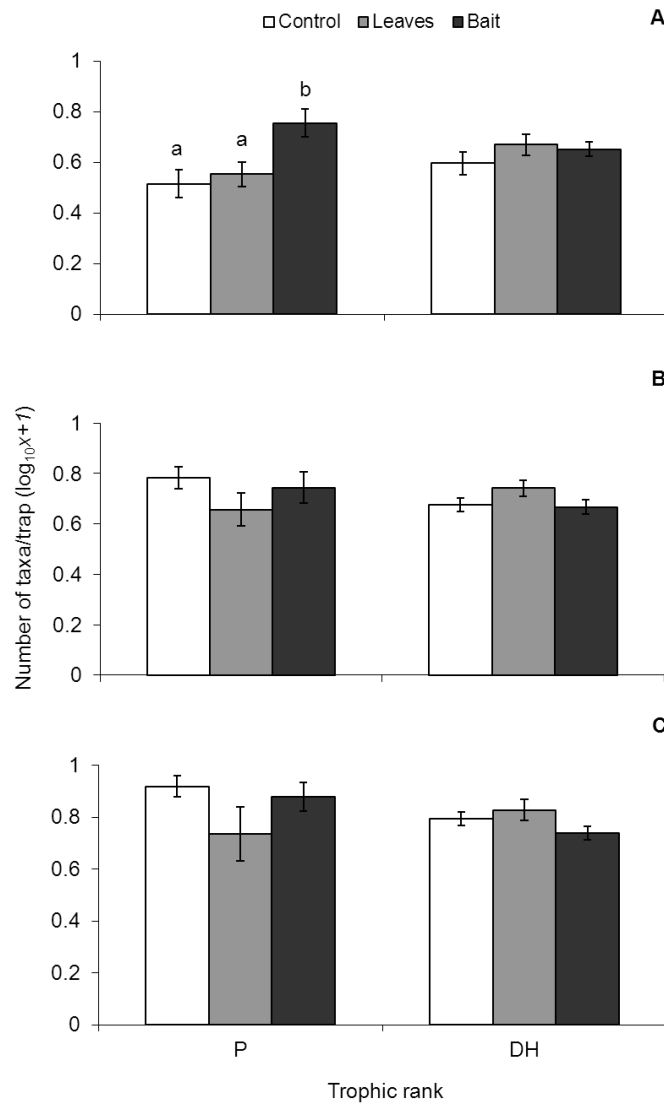 Control Leaves Bait A
1
0.8
0.6
0.4
0.2
0
a a b
B
1
0.8
0.6
0.4
0.2
0
Number of taxa/trap (log₁₀x+1)
C
1
0.8
0.6
0.4
0.2
0
P DH
Trophic rank